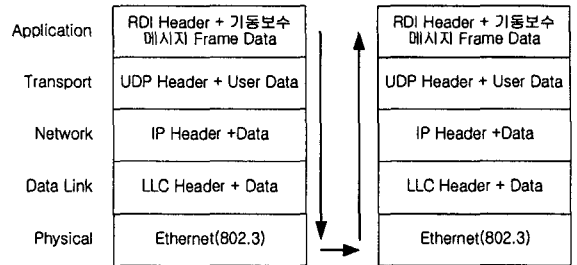 Application
RDI Header + 기동보수
메시지 Frame Data
RDI Header + 기동보수
메시지 Frame Data
Transport
UDP Header + User Data
UDP Header + User Data
Network
IP Header +Data
IP Header +Data
Data Link
LLC Header + Data
LLC Header + Data
Physical
Ethernet(802.3)
Ethernet(802.3)